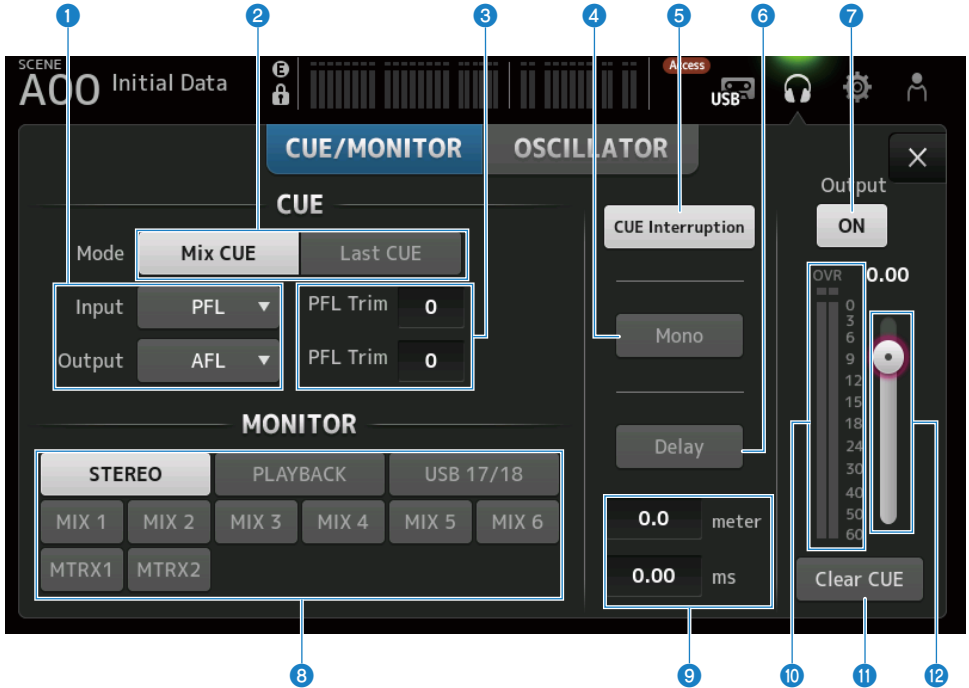 1 2 3 4 5 6 7
SCENE
A00 Initial Data
E
Access
USB
CUE/MONITOR OSCILLATOR
×
CUE
Output
CUE Interruption
ON
Mode Mix CUE Last CUE
OVR 0.00
Input PFL ▼ PFL Trim 0
Output AFL ▼ PFL Trim 0
Mono
0
3
6
9
12
15
18
24
30
40
50
60
MONITOR
Delay
STEREO PLAYBACK USB 17/18
MIX 1 MIX 2 MIX 3 MIX 4 MIX 5 MIX 6
MTRX1 MTRX2
0.0 meter
0.00 ms
Clear CUE
8 9 10 11 12